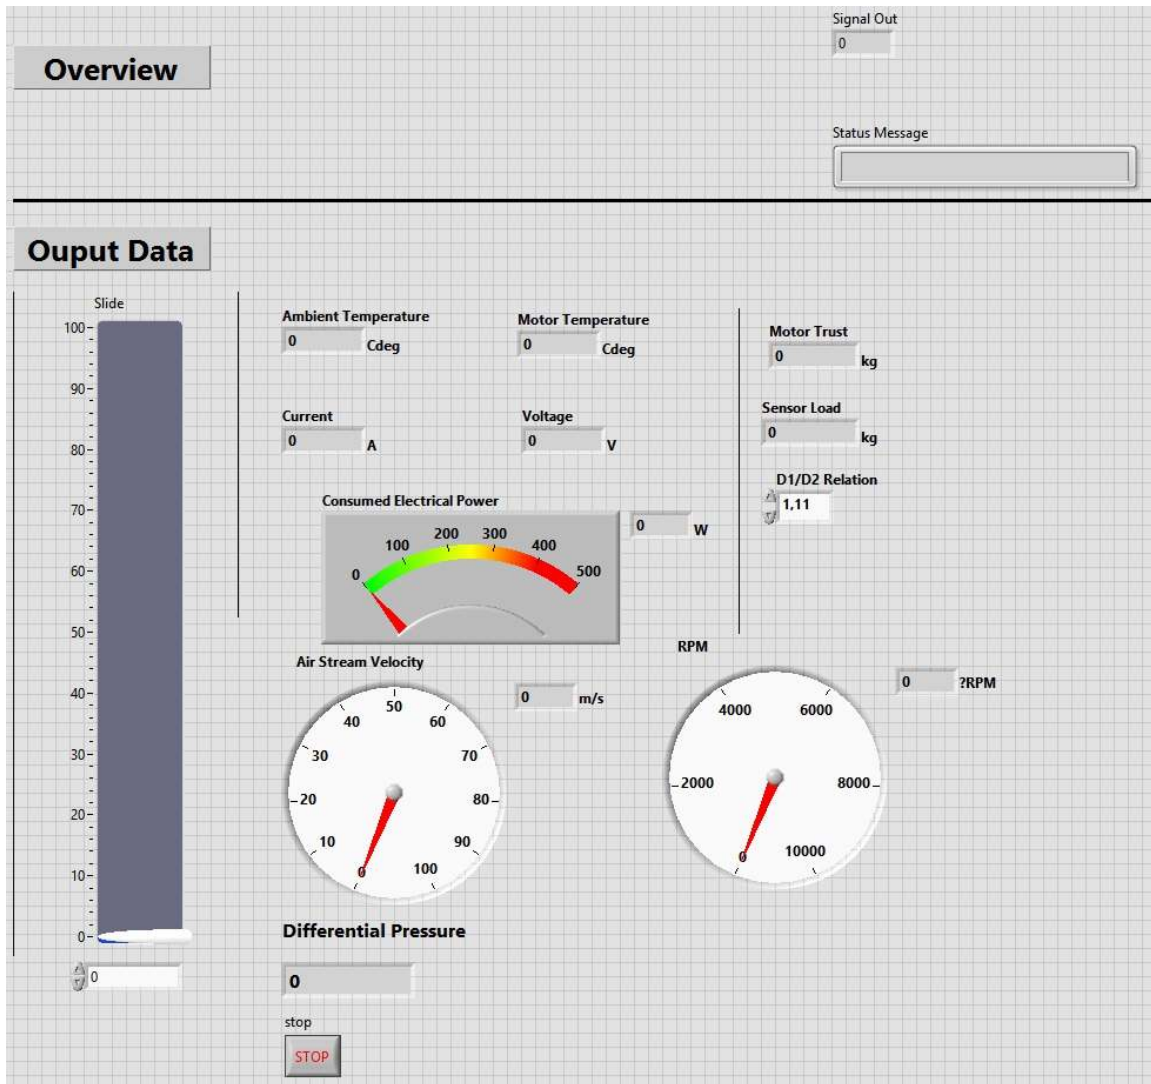 Signal Out
0
Overview
Status Message
Ouput Data
Slide
100
90
80
70
60
50
40
30
20
10
0
0
Ambient Temperature
0 Cdeg
Motor Temperature
0 Cdeg
Motor Trust
0 kg
Current
0 A
Voltage
0 V
Sensor Load
0 kg
D1/D2 Relation
1,11
Consumed Electrical Power
0 W
0 100 200 300 400 500
Air Stream Velocity
0 m/s
0 10 20 30 40 50 60 70 80 90 100
RPM
0 ?RPM
0 2000 4000 6000 8000 10000
Differential Pressure
0
stop
STOP